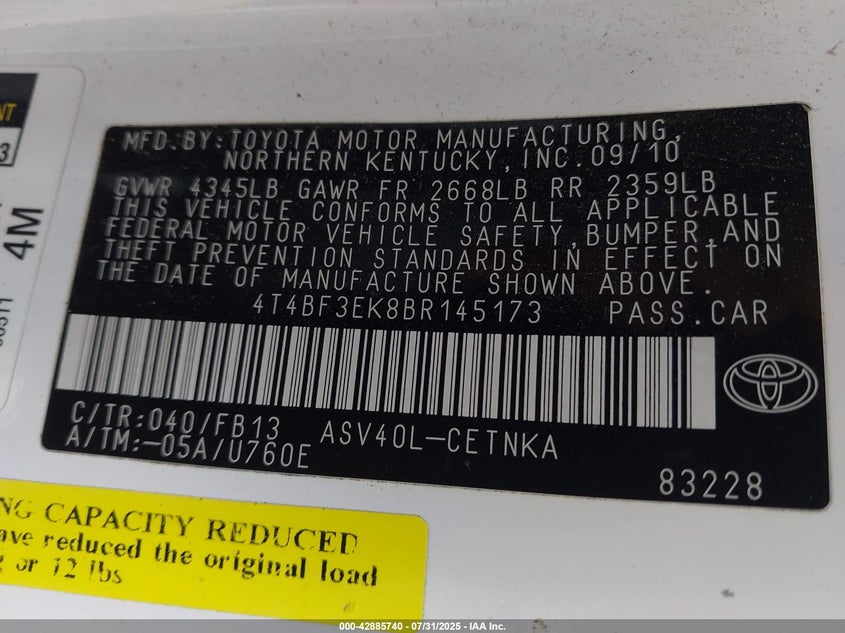 NT
3
4M
MFD.BY:TOYOTA MOTOR MANUFACTURING,
NORTHERN KENTUCKY,INC.09/10
GVWR 4345LB GAWR FR 2668LB RR 2359LB
THIS VEHICLE CONFORMS TO ALL APPLICABLE
FEDERAL MOTOR VEHICLE SAFETY,BUMPER,AND
THEFT PREVENTION STANDARDS IN EFFECT ON
THE DATE OF MANUFACTURE SHOWN ABOVE.
4T4BF3EK8BR145173 PASS.CAR
C/TR:040/FB13 ASV40L-CETNKA
A/TM:-05A/U760E
83228
NG CAPACITY REDUCED
ave reduced the original load
or 12 lbs
000-42885740 - 07/31/2025 - IAA Inc.